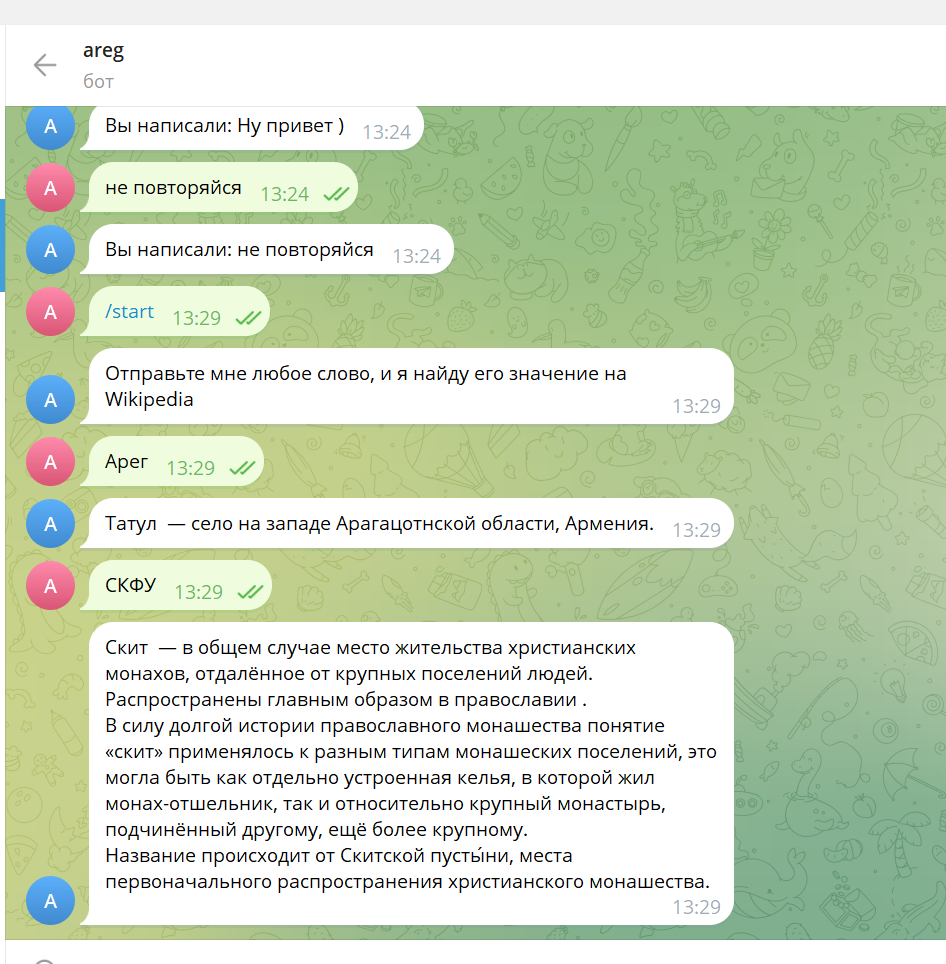 areg
бот
А
Вы написали: Ну привет ) 13:24
А
не повторяйся 13:24
А
Вы написали: не повторяйся 13:24
А
/start 13:29
Отправьте мне любое слово, и я найду его значение на
Wikipedia
А
13:29
А
Арег 13:29
А
Татул — село на западе Арагацотнской области, Армения. 13:29
А
СКФУ 13:29
Скит — в общем случае место жительства христианских
монахов, отдалённое от крупных поселений людей.
Распространены главным образом в православии .
В силу долгой истории православного монашества понятие
«скит» применялось к разным типам монашеских поселений, это
могла быть как отдельно устроенная келья, в которой жил
монах-отшельник, так и относительно крупный монастырь,
подчинённый другому, ещё более крупному.
Название происходит от Скитской пусты́ни, места
первоначального распространения христианского монашества.
А
13:29